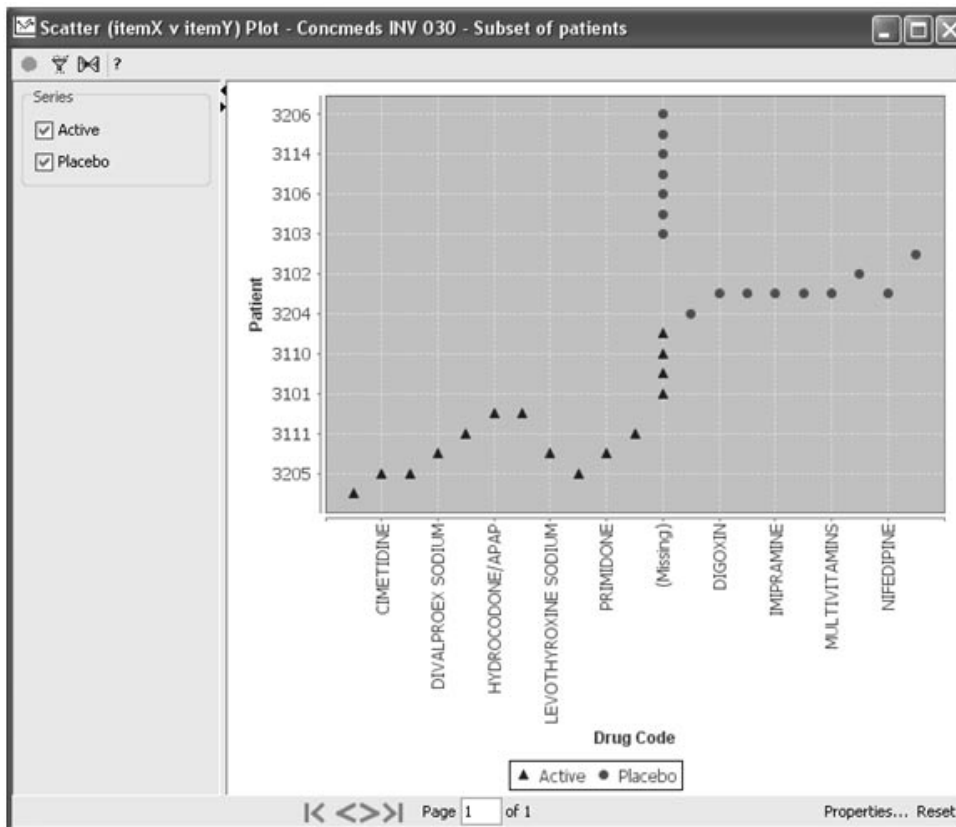 Scatter (itemX v itemY) Plot - Concmeds INV 030 - Subset of patients
?
Series
Active
Placebo
Patient
3206
3114
3106
3103
3102
3204
3110
3101
3111
3205
CIMETIDINE
DIVALPROEX SODIUM
HYDROCODONE/APAP
LEVOTHYROXINE SODIUM
PRIMIDONE
(Missing)
DIGOXIN
IMIPRAMINE
MULTIVITAMINS
NIFEDIPINE
Drug Code
Active Placebo
Page 1 of 1
Properties... Reset